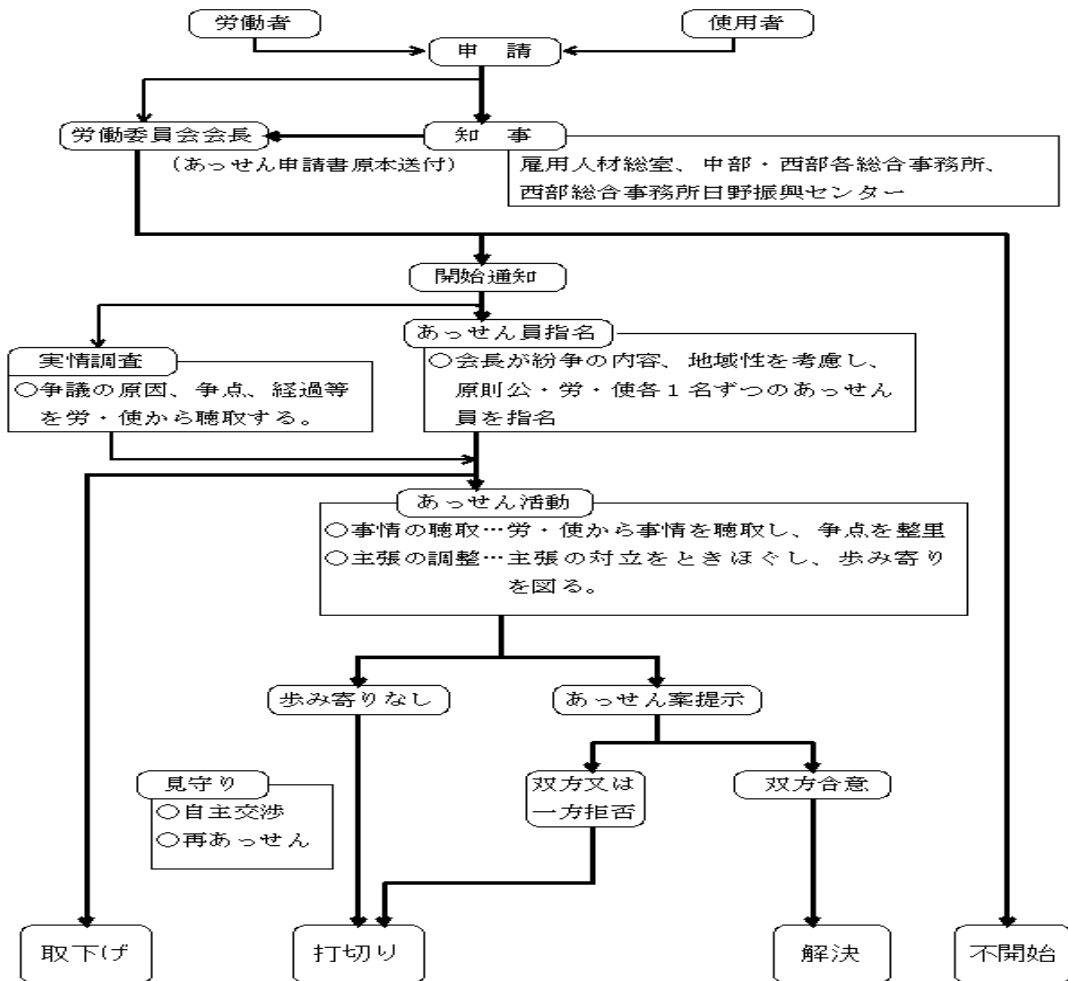 労働者
使用者
申請
労働委員会会長
知事
(あっせん申請書原本送付)
雇用人材総室、中部・西部各総合事務所、
西部総合事務所日野振興センター
開始通知
あっせん員指名
○会長が紛争の内容、地域性を考慮し、
原則公・労・使各1名ずつのあっせん
員を指名
実情調査
○争議の原因、争点、経過等
を労・使から聴取する。
あっせん活動
○事情の聴取…労・使から事情を聴取し、争点を整里
○主張の調整…主張の対立をときほぐし、歩み寄り
を図る。
歩み寄りなし
あっせん案提示
見守り
○自主交渉
○再あっせん
双方又は
一方拒否
双方合意
取下げ
打切り
解決
不開始